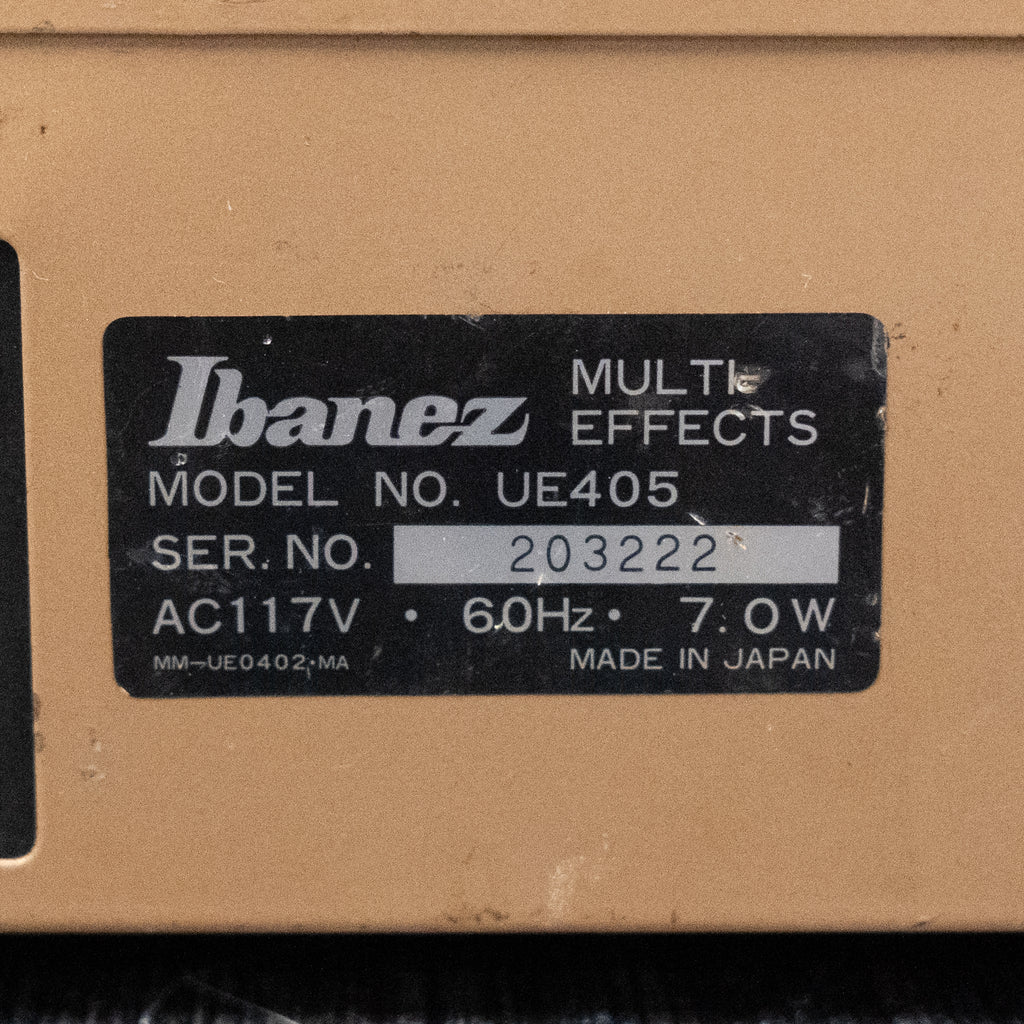 Ibanez MULTI-
EFFECTS
MODEL NO. UE405
SER. NO. 203222
AC117V • 60Hz • 7.0W
MM-UE0402•MA MADE IN JAPAN